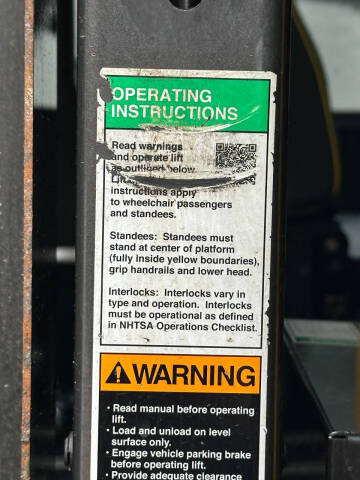 OPERATING
INSTRUCTIONS
Read warnings
and operate lift
as outlined below.
instructions apply
to wheelchair passengers
and standees.
Standees: Standees must
stand at center of platform
(fully inside yellow boundaries),
grip handrails and lower head.
Interlocks: Interlocks vary in
type and operation. Interlocks
must be operational as defined
in NHTSA Operations Checklist.
WARNING
• Read manual before operating
lift.
• Load and unload on level
surface only.
• Engage vehicle parking brake
before operating lift.
• Provide adequate clearance